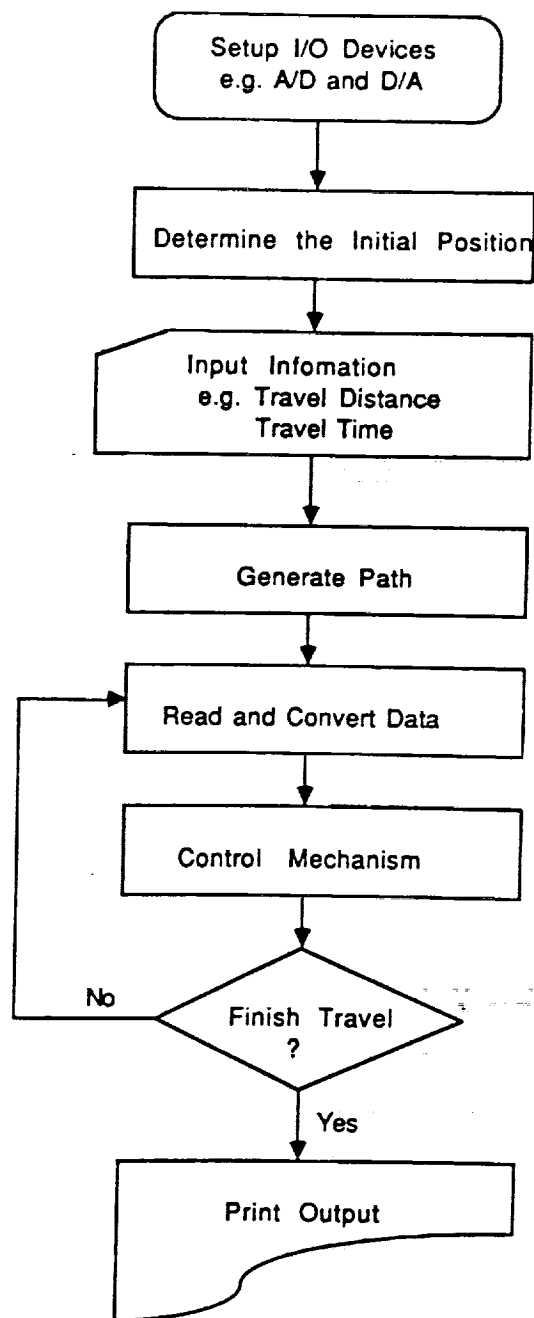 Setup I/O Devices
e.g. A/D and D/A
Determine the Initial Position
Input Infomation
e.g. Travel Distance
Travel Time
Generate Path
Read and Convert Data
Control Mechanism
No
Finish Travel
?
Yes
Print Output